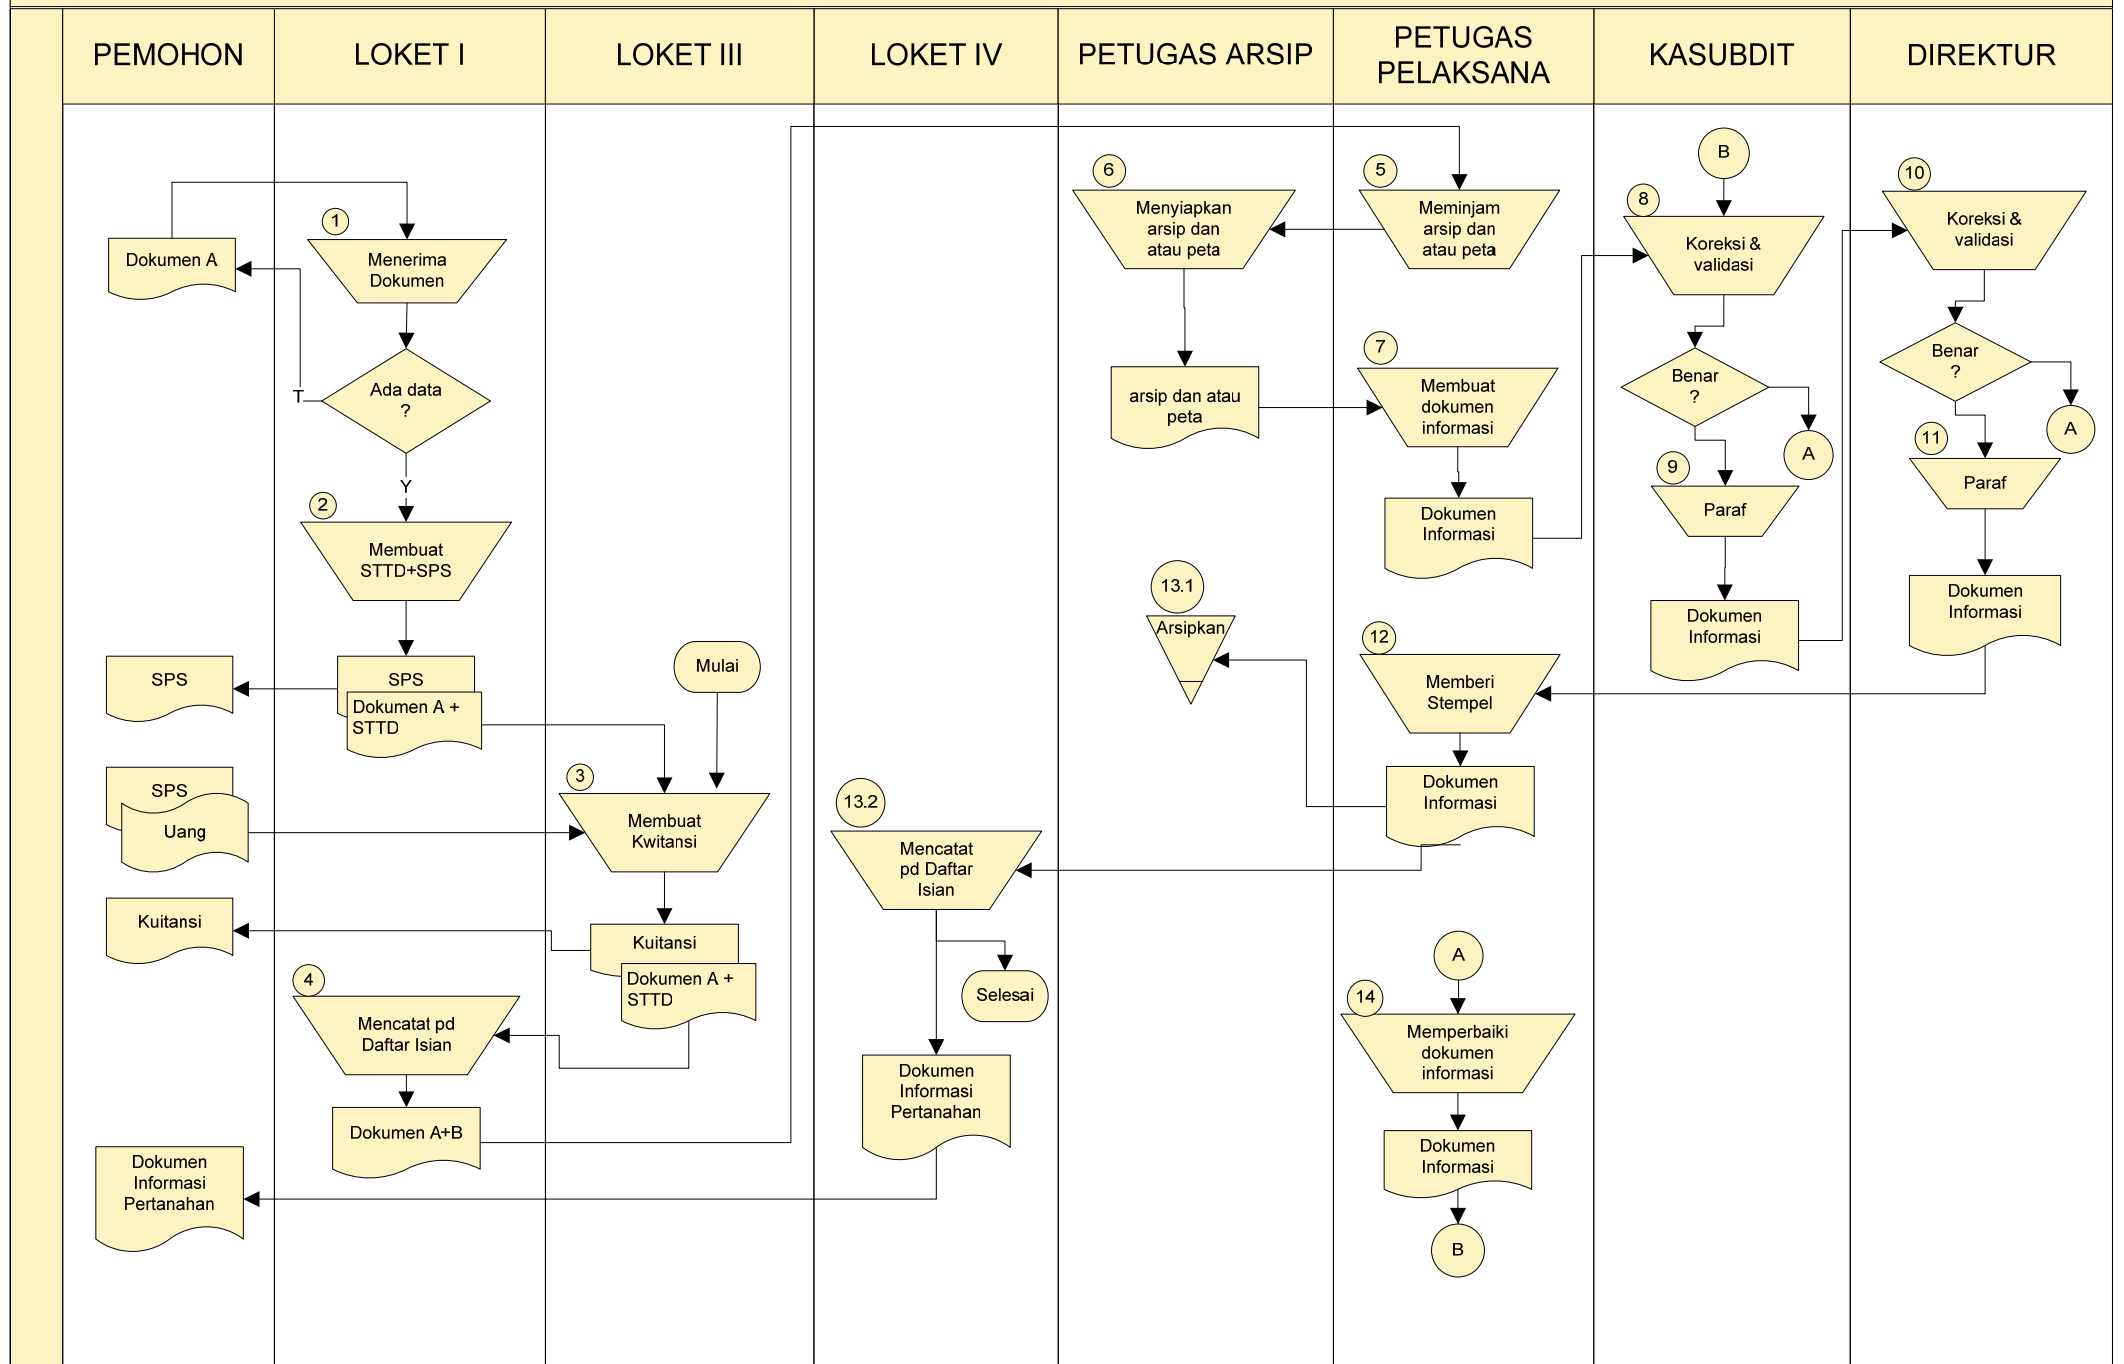 PEMOHON
LOKET I
LOKET III
LOKET IV
PETUGAS ARSIP
PETUGAS
PELAKSANA
KASUBDIT
DIREKTUR
Dokumen A
SPS
SPS
Uang
Kuitansi
Dokumen
Informasi
Pertanahan
1
Menerima
Dokumen
Ada data
?
T
Y
2
Membuat
STTD+SPS
SPS
Dokumen A +
STTD
4
Mencatat pd
Daftar Isian
Dokumen A+B
Mulai
3
Membuat
Kwitansi
Kuitansi
Dokumen A +
STTD
13.2
Mencatat
pd Daftar
Isian
Selesai
Dokumen
Informasi
Pertanahan
6
Menyiapkan
arsip dan
atau peta
arsip dan atau
peta
13.1
Arsipkan
5
Meminjam
arsip dan
atau peta
7
Membuat
dokumen
informasi
Dokumen
Informasi
12
Memberi
Stempel
Dokumen
Informasi
A
14
Memperbaiki
dokumen
informasi
Dokumen
Informasi
B
B
8
Koreksi &
validasi
Benar
?
A
9
Paraf
Dokumen
Informasi
10
Koreksi &
validasi
Benar
?
A
11
Paraf
Dokumen
Informasi